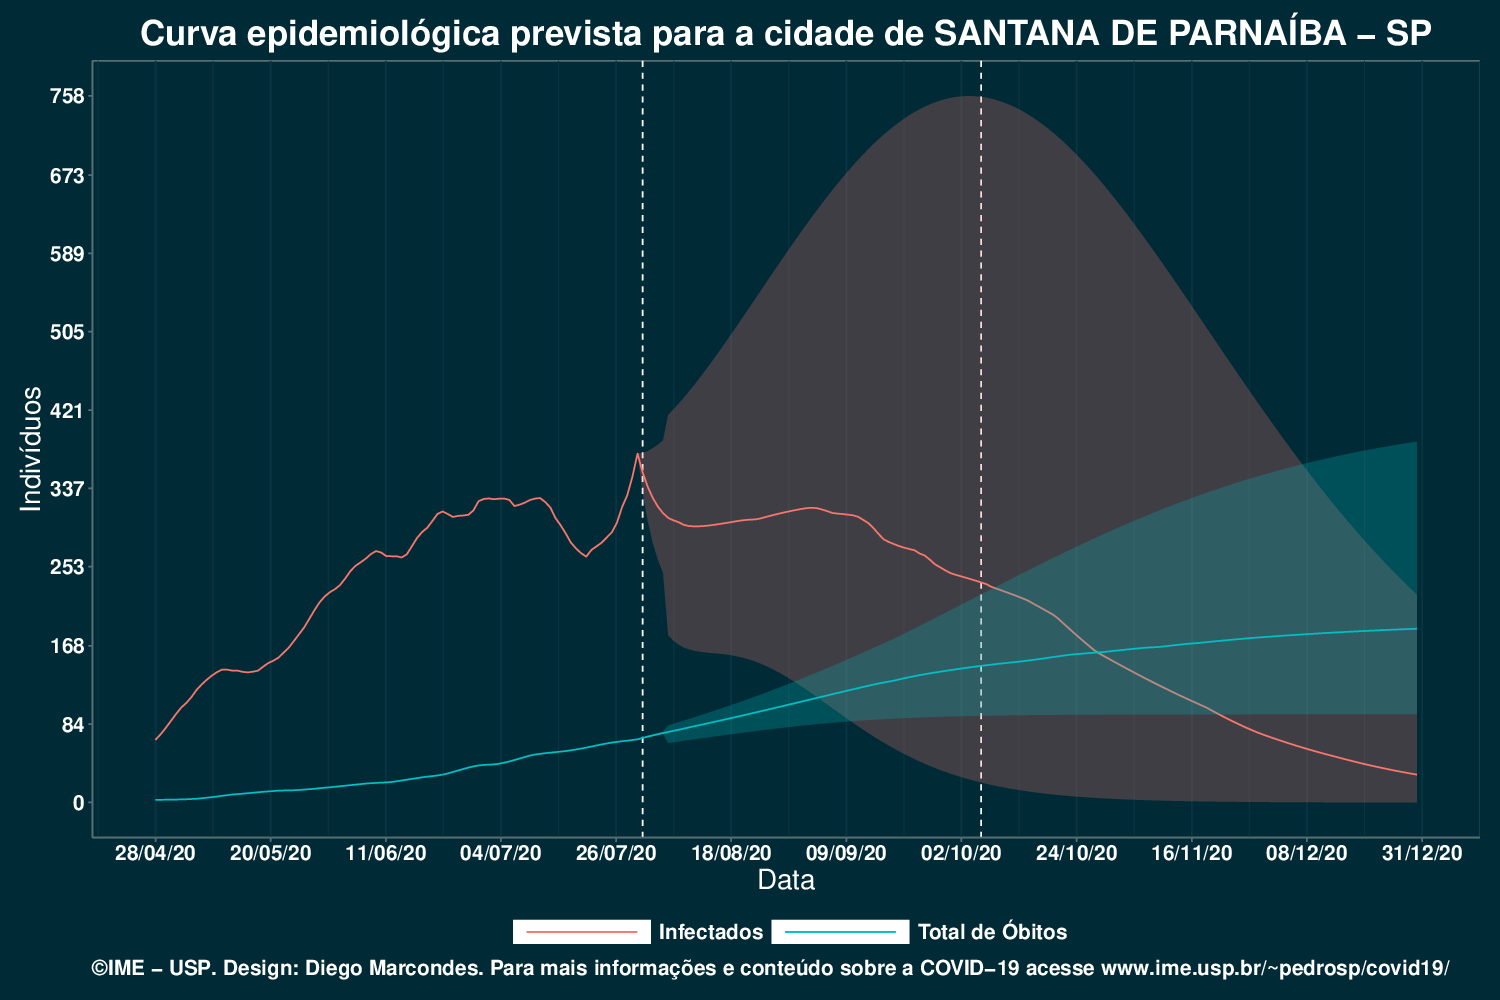 Curva epidemiológica prevista para a cidade de SANTANA DE PARNAÍBA – SP
758
673
589
505
421
337
253
168
84
0
Indivíduos
28/04/20 20/05/20 11/06/20 04/07/20 26/07/20 18/08/20 09/09/20 02/10/20 24/10/20 16/11/20 08/12/20 31/12/20
Data
Infectados Total de Óbitos
©IME – USP. Design: Diego Marcondes. Para mais informações e conteúdo sobre a COVID–19 acesse www.ime.usp.br/~pedrosp/covid19/